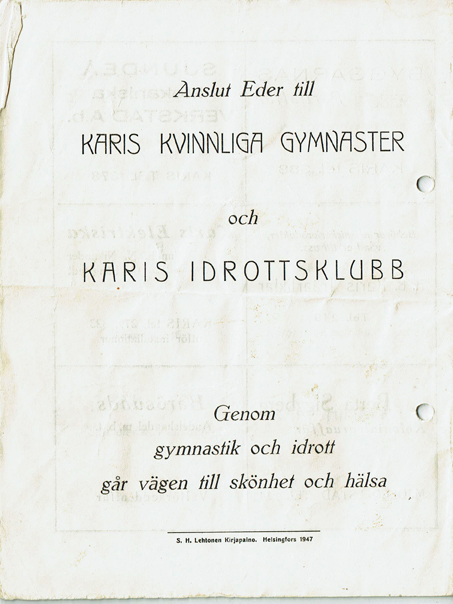 Anslut Eder till
KARIS KVINNLIGA GYMNASTER
och
KARIS IDROTTSKLUBB
Genom
gymnastik och idrott
går vägen till skönhet och hälsa
S. H. Lehtonen Kirjapaino. Helsingfors 1947